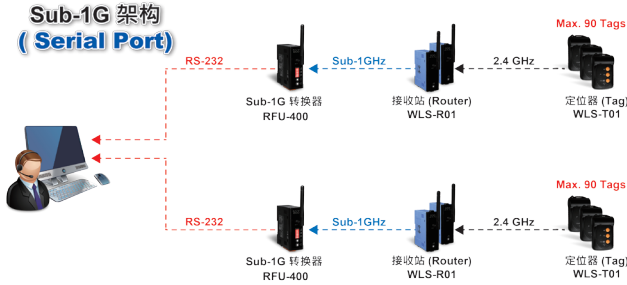 Sub-1G 架构
( Serial Port)
Max. 90 Tags
RS-232
Sub-1GHz
2.4 GHz
Sub-1G 转换器
RFU-400
接收站 (Router)
WLS-R01
定位器 (Tag)
WLS-T01
Max. 90 Tags
RS-232
Sub-1GHz
2.4 GHz
Sub-1G 转换器
RFU-400
接收站 (Router)
WLS-R01
定位器 (Tag)
WLS-T01